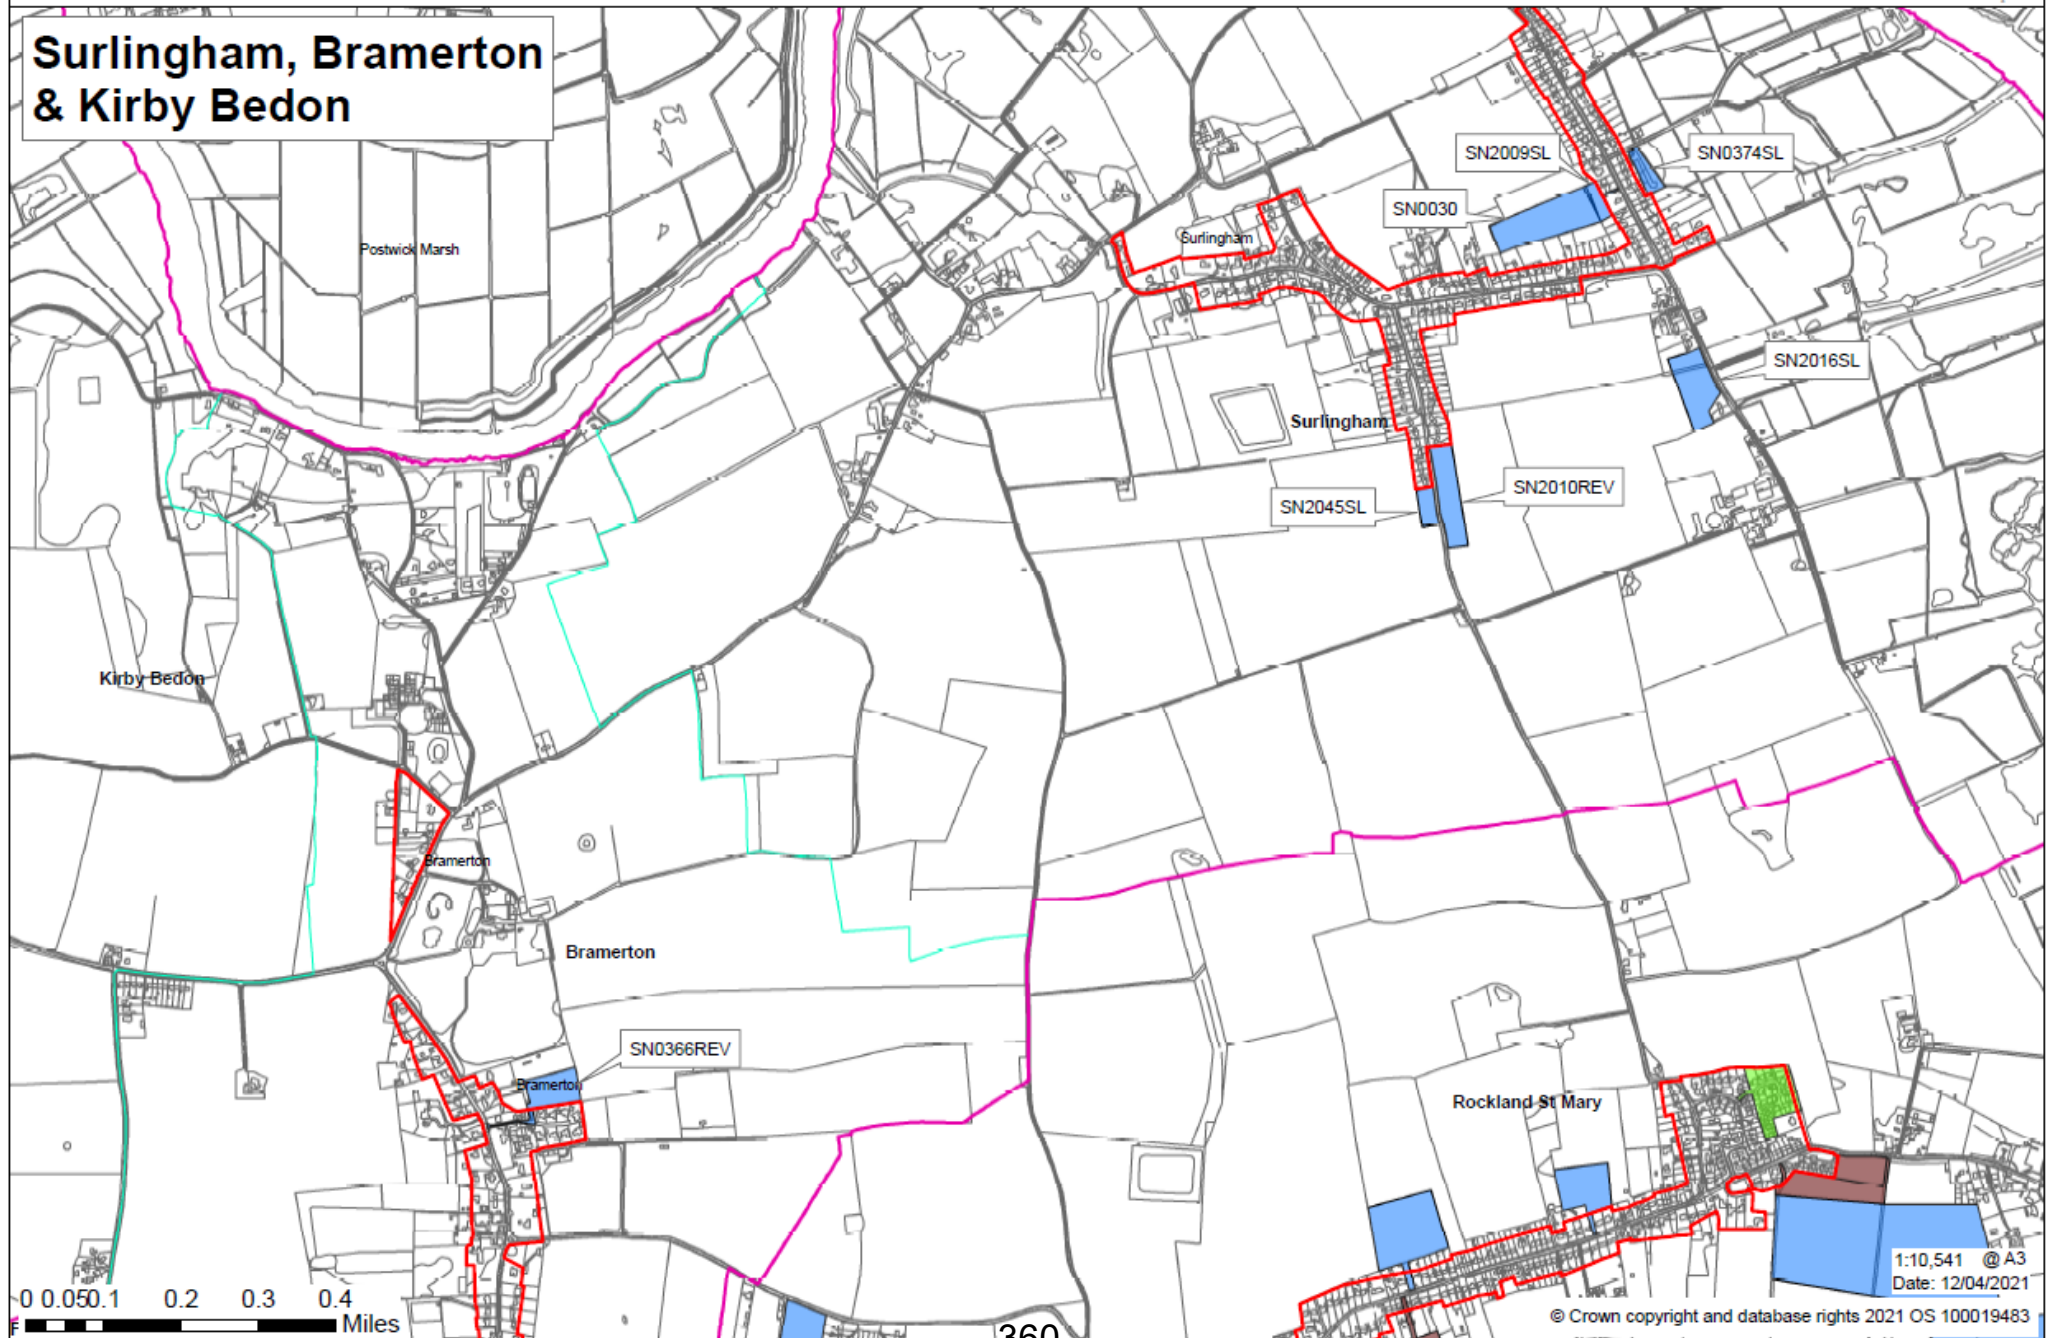 Surlingham, Bramerton
& Kirby Bedon
SN2009SL
SN0374SL
SN0030
Surlingham
Postwick Marsh
SN2016SL
Surlingham
SN2010REV
SN2045SL
Kirby Bedon
Bramerton
Bramerton
SN0366REV
Bramerton
Rockland St Mary
1:10,541 @ A3
Date: 12/04/2021
0 0.050.1 0.2 0.3 0.4
Miles
© Crown copyright and database rights 2021 OS 100019483
360